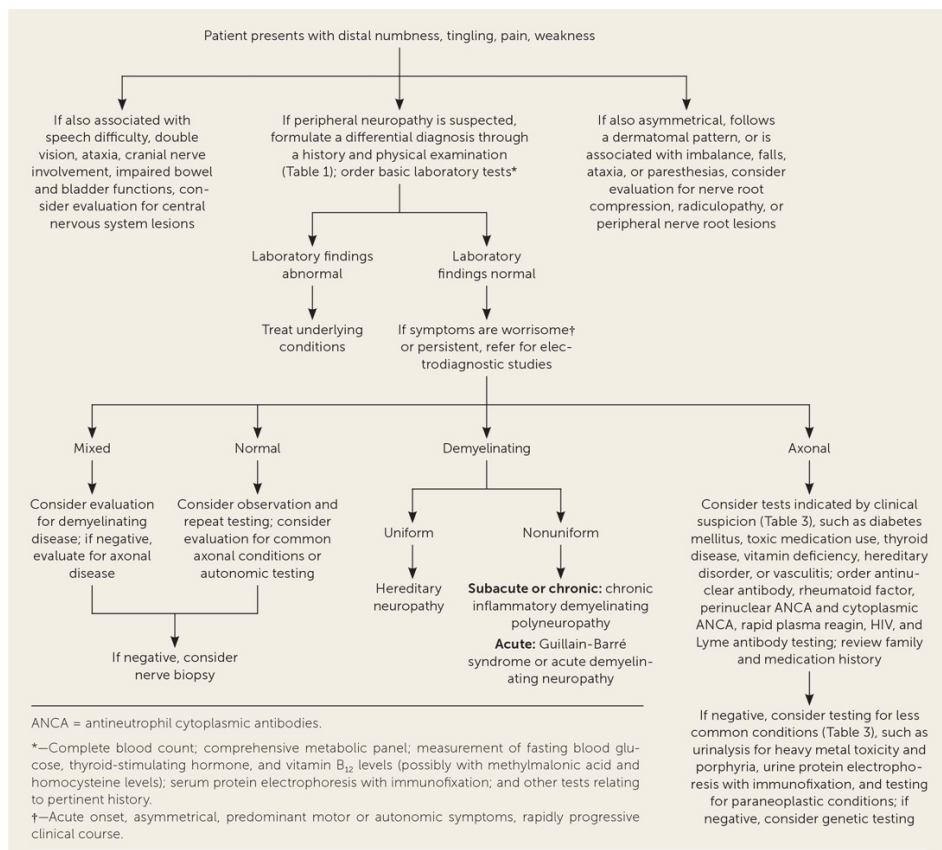 Patient presents with distal numbness, tingling, pain, weakness
If also associated with
speech difficulty, double
vision, ataxia, cranial nerve
involvement, impaired bowel
and bladder functions, con-
sider evaluation for central
nervous system lesions
If peripheral neuropathy is suspected,
formulate a differential diagnosis through
a history and physical examination
(Table 1); order basic laboratory tests*
If also asymmetrical, follows
a dermatomal pattern, or is
associated with imbalance, falls,
ataxia, or paresthesias, consider
evaluation for nerve root
compression, radiculopathy, or
peripheral nerve root lesions
Laboratory findings
abnormal
Laboratory
findings normal
Treat underlying
conditions
If symptoms are worrisome†
or persistent, refer for elec-
trodiagnostic studies
Mixed
Normal
Demyelinating
Axonal
Consider evaluation
for demyelinating
disease; if negative,
evaluate for axonal
disease
Consider observation and
repeat testing; consider
evaluation for common
axonal conditions or
autonomic testing
If negative, consider
nerve biopsy
Uniform
Nonuniform
Hereditary
neuropathy
Subacute or chronic: chronic
inflammatory demyelinating
polyneuropathy
Acute: Guillain-Barré
syndrome or acute demyelin-
ating neuropathy
Consider tests indicated by clinical
suspicion (Table 3), such as diabetes
mellitus, toxic medication use, thyroid
disease, vitamin deficiency, hereditary
disorder, or vasculitis; order antinu-
clear antibody, rheumatoid factor,
perinuclear ANCA and cytoplasmic
ANCA, rapid plasma reagin, HIV, and
Lyme antibody testing; review family
and medication history
If negative, consider testing for less
common conditions (Table 3), such as
urinalysis for heavy metal toxicity and
porphyria, urine protein electropho-
resis with immunofixation, and testing
for paraneoplastic conditions; if
negative, consider genetic testing
ANCA = antineutrophil cytoplasmic antibodies.
*—Complete blood count; comprehensive metabolic panel; measurement of fasting blood glu-
cose, thyroid-stimulating hormone, and vitamin B12 levels (possibly with methylmalonic acid and
homocysteine levels); serum protein electrophoresis with immunofixation; and other tests relating
to pertinent history.
†—Acute onset, asymmetrical, predominant motor or autonomic symptoms, rapidly progressive
clinical course.